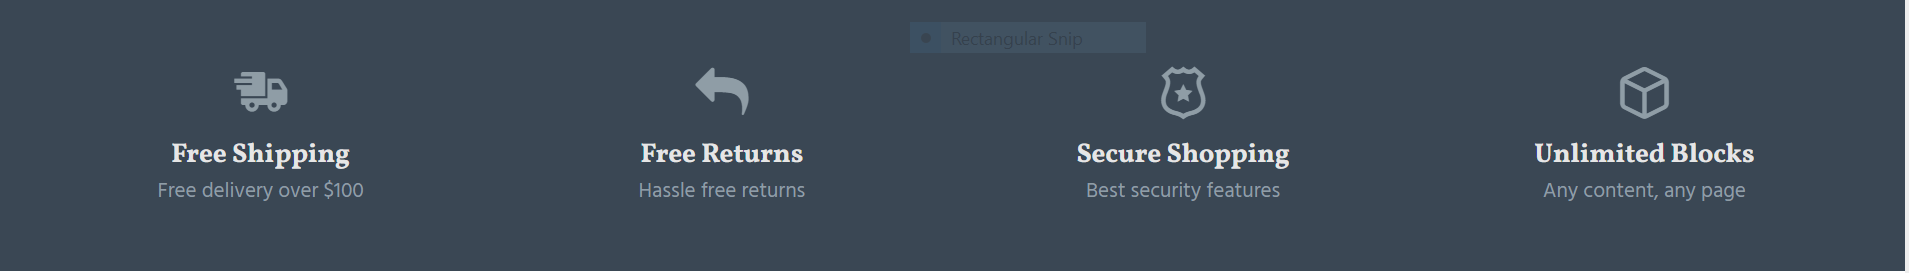 Rectangular Snip
Free Shipping
Free delivery over $100
Free Returns
Hassle free returns
Secure Shopping
Best security features
Unlimited Blocks
Any content, any page